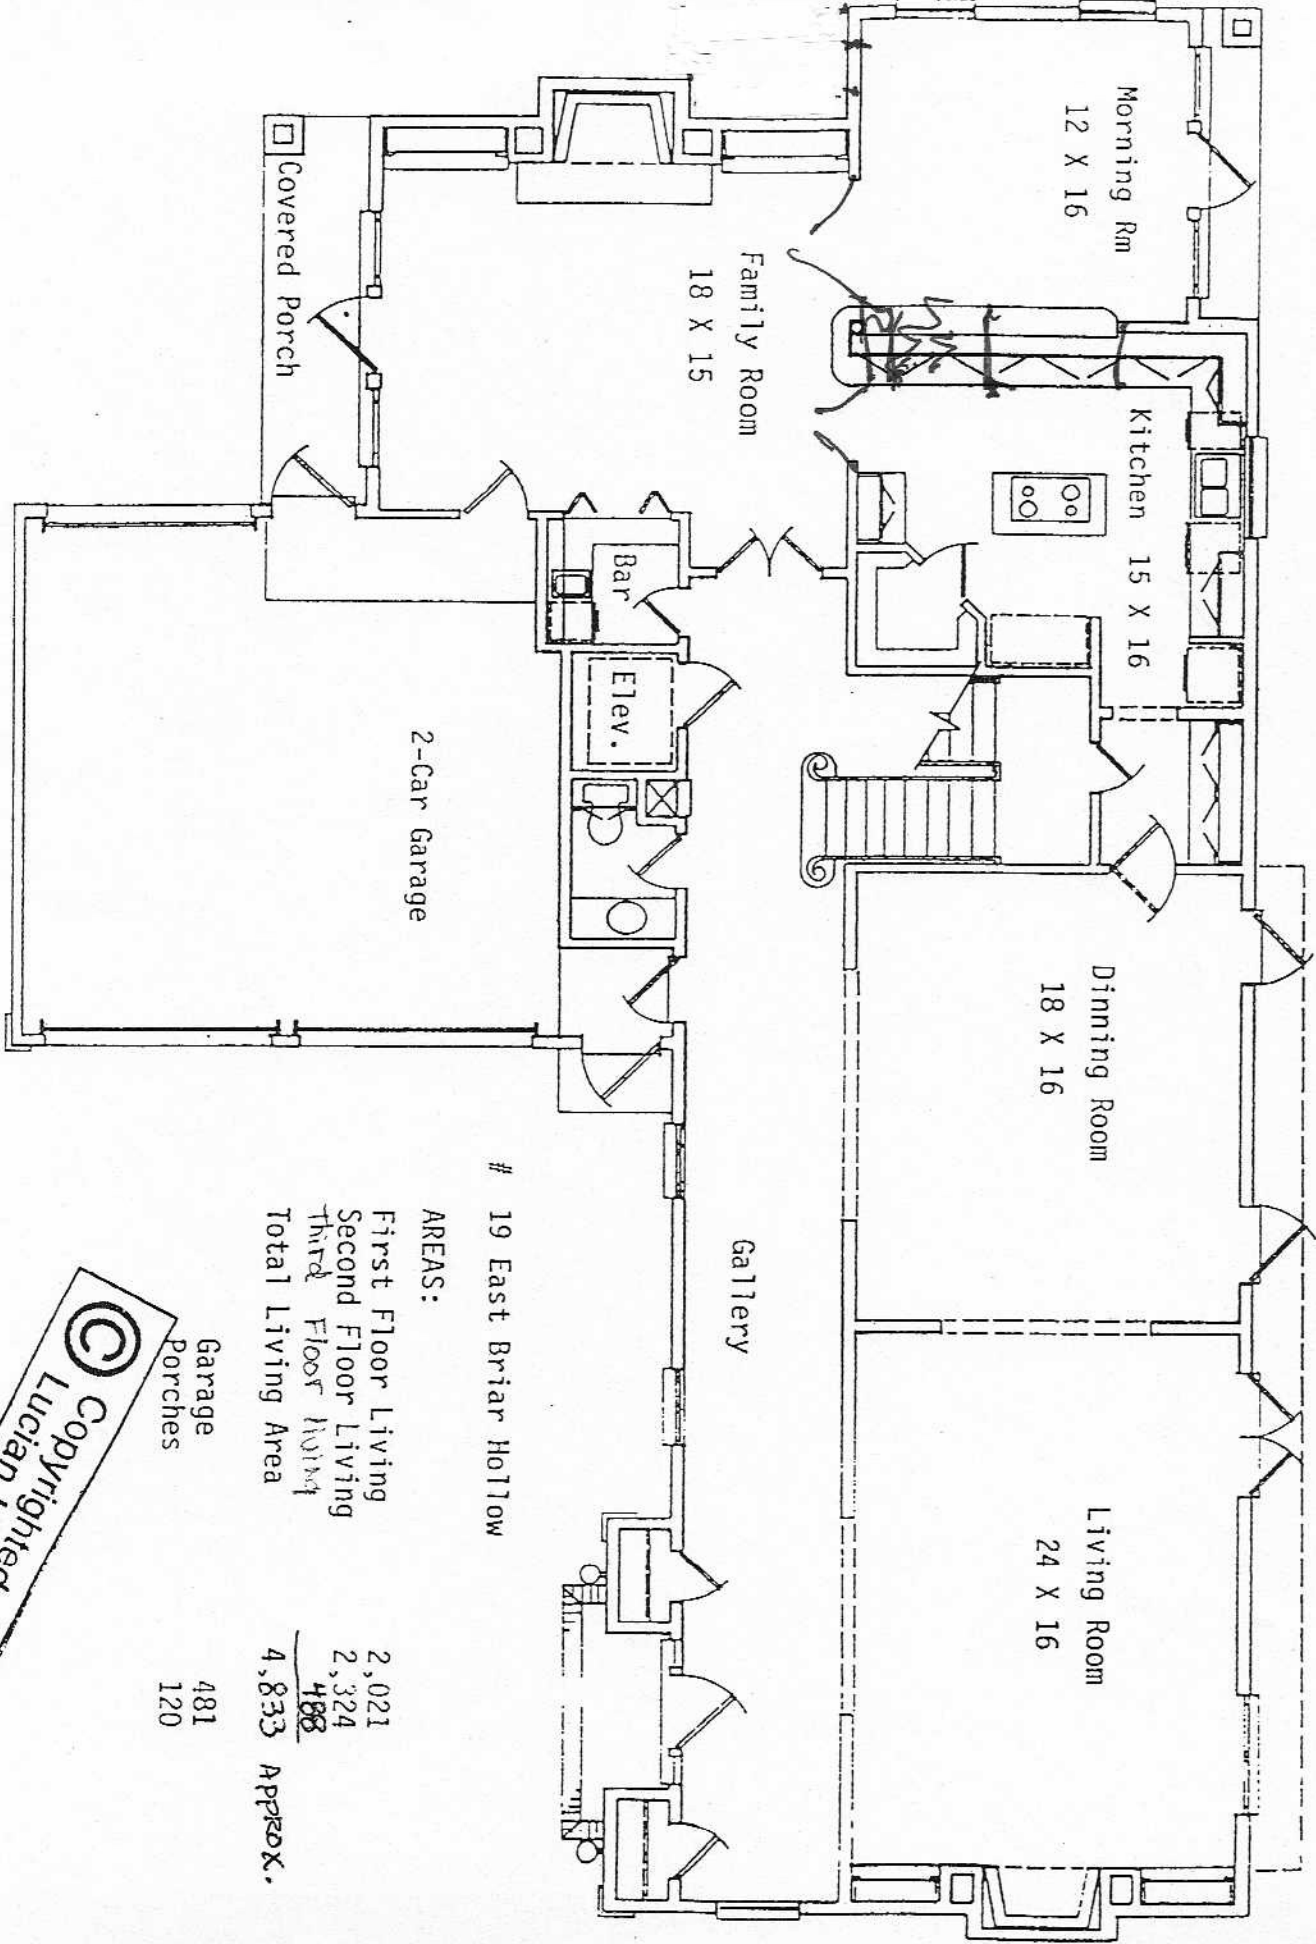 Morning Rm
12 X 16
Kitchen 15 X 16
Dinning Room
18 X 16
Living Room
24 X 16
Family Room
18 X 15
Gallery
Covered Porch
Bar
Elev.
2-Car Garage
# 19 East Briar Hollow
AREAS:
First Floor Living 2,021
Second Floor Living 2,324
Third Floor living 488
Total Living Area 4,833 APPROX.
Garage 481
Porches 120
© Copyrighted
Lucian